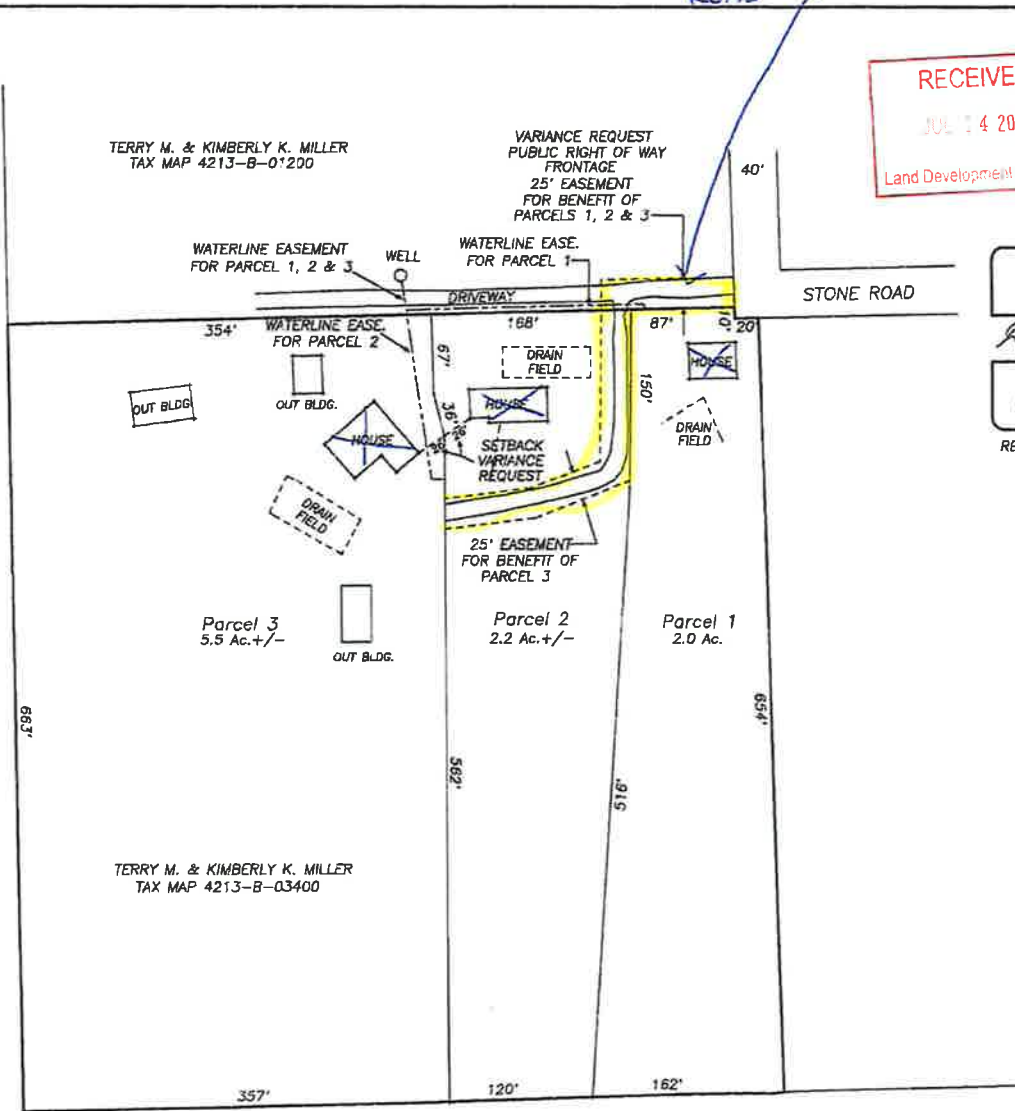 RECEIVE
JUL 4 20
Land Development
TERRY M. & KIMBERLY K. MILLER
TAX MAP 4213-B-01200
VARIANCE REQUEST
PUBLIC RIGHT OF WAY
FRONTAGE
25' EASEMENT
FOR BENEFIT OF
PARCELS 1, 2 & 3
40'
WATERLINE EASEMENT
FOR PARCEL 1, 2 & 3
WELL
WATERLINE EASE.
FOR PARCEL 1
DRIVEWAY
STONE ROAD
354'
168'
87'
10'
20'
WATERLINE EASE.
FOR PARCEL 2
67'
DRAIN
FIELD
HOUSE
150'
OUT BLDG
OUT BLDG.
HOUSE
36'
HOUSE
DRAIN
FIELD
SETBACK
VARIANCE
REQUEST
DRAIN
FIELD
25' EASEMENT
FOR BENEFIT OF
PARCEL 3
Parcel 3
5.5 Ac.+/-
Parcel 2
2.2 Ac.+/-
Parcel 1
2.0 Ac.
OUT BLDG.
663'
562'
516'
654'
TERRY M. & KIMBERLY K. MILLER
TAX MAP 4213-B-03400
357'
120'
162'
RE